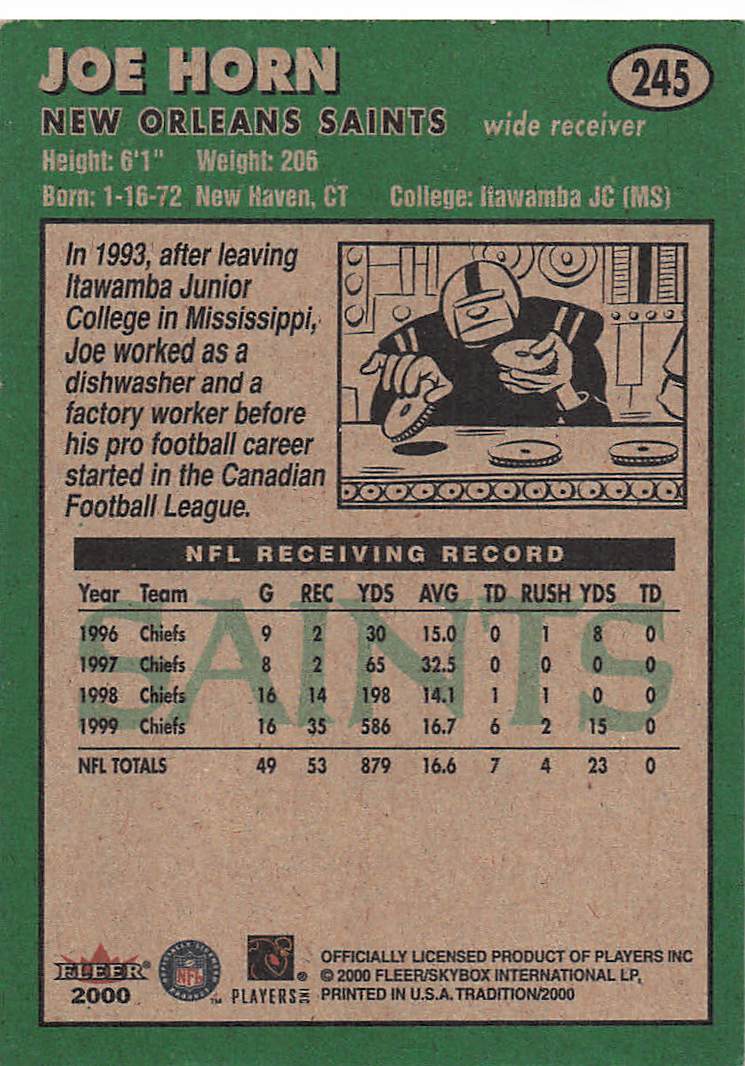 JOE HORN
245
NEW ORLEANS SAINTS wide receiver
Height: 6'1" Weight: 206
Born: 1-16-72 New Haven, CT College: Itawamba JC (MS)
In 1993, after leaving
Itawamba Junior
College in Mississippi,
Joe worked as a
dishwasher and a
factory worker before
his pro football career
started in the Canadian
Football League.
NFL RECEIVING RECORD
SAINTS
Year Team G REC YDS AVG TD RUSH YDS TD
1996 Chiefs 9 2 30 15.0 0 1 8 0
1997 Chiefs 8 2 65 32.5 0 0 0 0
1998 Chiefs 16 14 198 14.1 1 1 0 0
1999 Chiefs 16 35 586 16.7 6 2 15 0
NFL TOTALS 49 53 879 16.6 7 4 23 0
FLEER®
2000
NFL
™
®
PLAYERS INC
OFFICIALLY LICENSED PRODUCT OF PLAYERS INC
© 2000 FLEER/SKYBOX INTERNATIONAL LP,
PRINTED IN U.S.A. TRADITION/2000